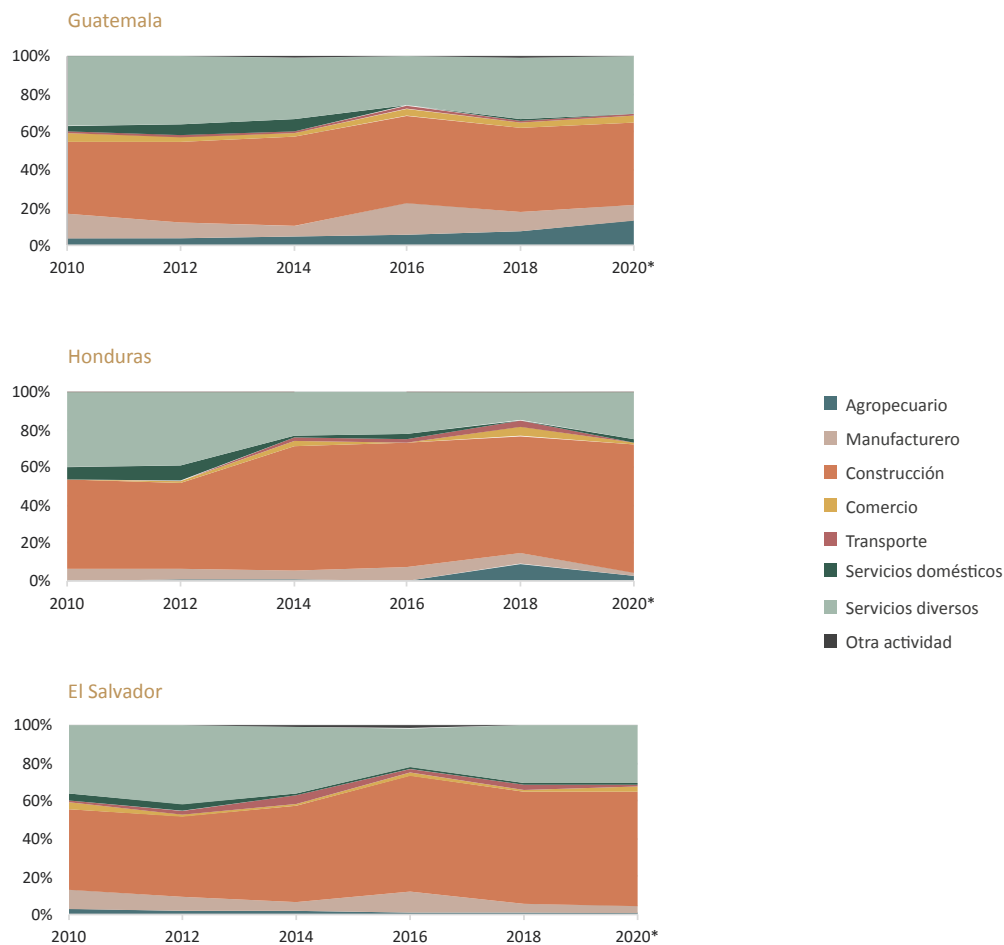 Guatemala
100%
80%
60%
40%
20%
0%
2010 2012 2014 2016 2018 2020*
Honduras
100%
80%
60%
40%
20%
0%
2010 2012 2014 2016 2018 2020*
Agropecuario
Manufacturero
Construcción
Comercio
Transporte
Servicios domésticos
Servicios diversos
Otra actividad
El Salvador
100%
80%
60%
40%
20%
0%
2010 2012 2014 2016 2018 2020*